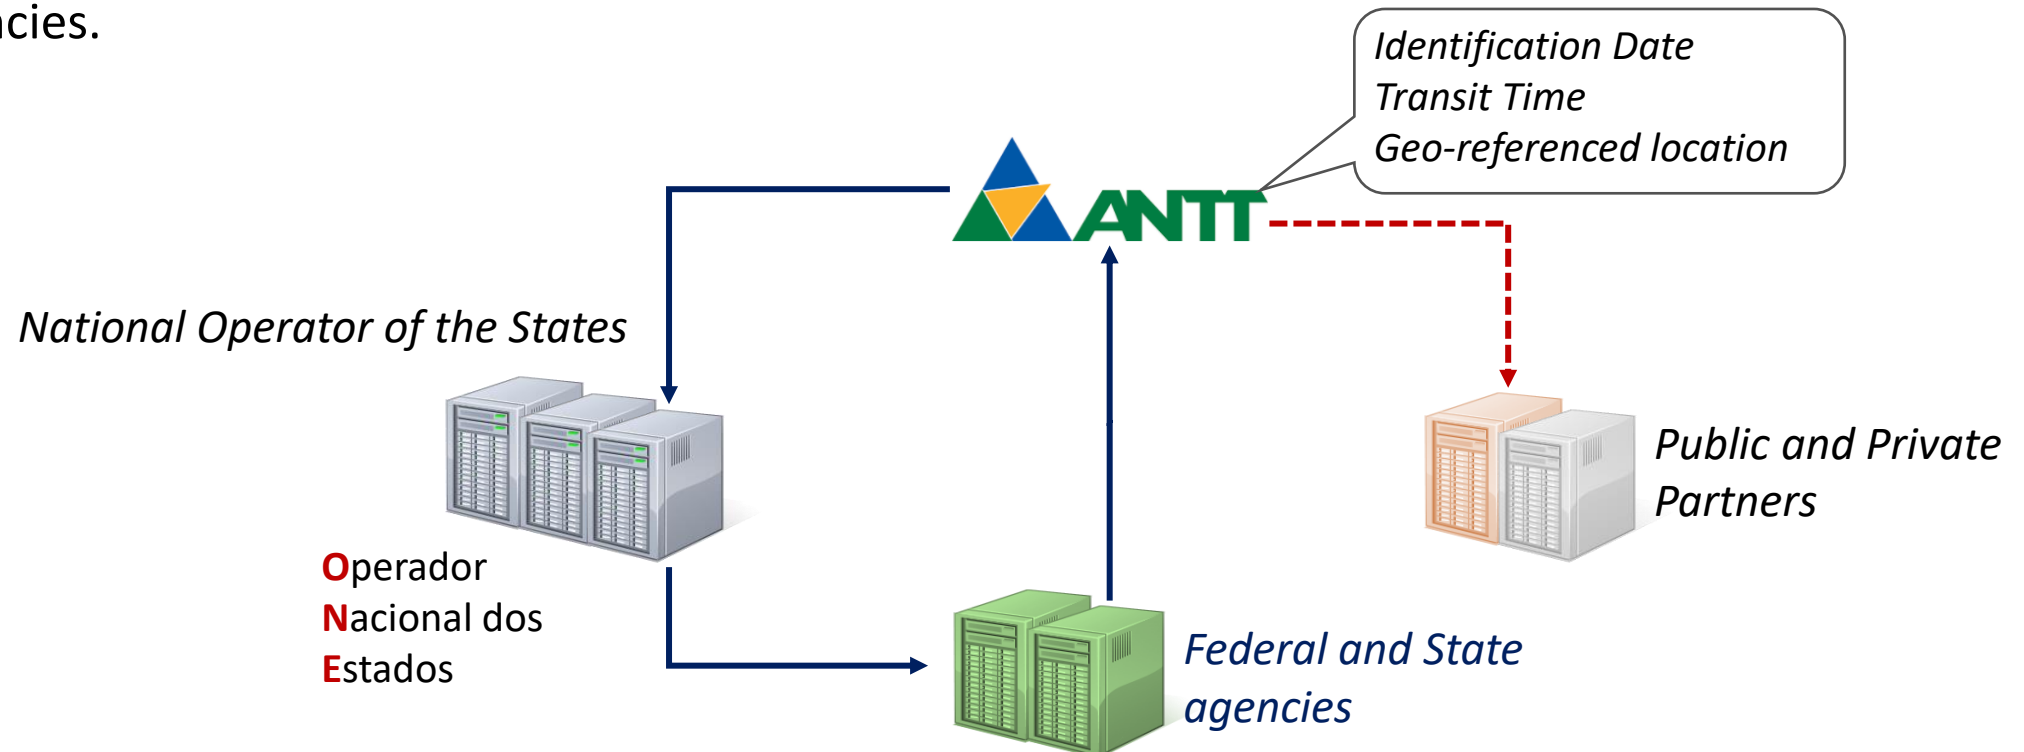 ncies.
Identification Date
Transit Time
Geo-referenced location
ANTT
National Operator of the States
Public and Private
Partners
Operador
Nacional dos
Estados
Federal and State
agencies